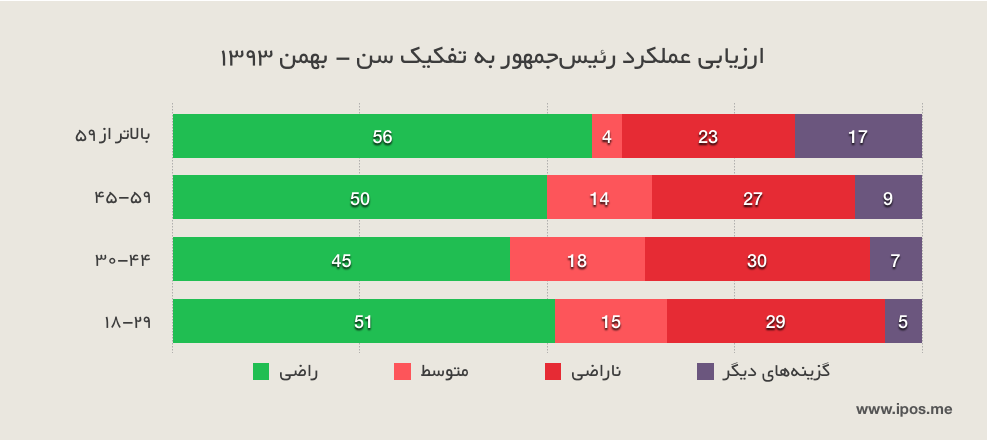 ارزیابی عملکرد رئیس‌جمهور به تفکیک سن – بهمن ۱۳۹۳
بالاتر از ۵۹ 56 4 23 17
۴۵–۵۹ 50 14 27 9
۳۰–۴۴ 45 18 30 7
۱۸–۲۹ 51 15 29 5
راضی متوسط ناراضی گزینه‌های دیگر
www.ipos.me